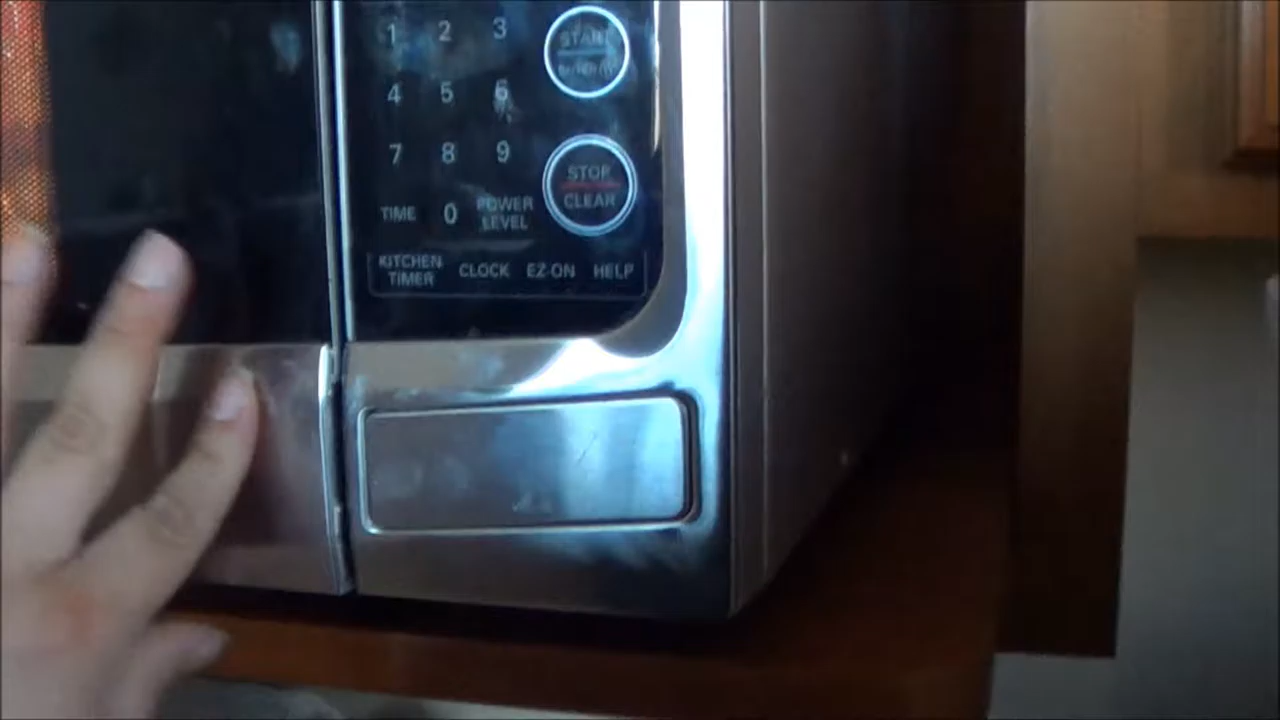 1 2 3
START
4 5 6
7 8 9
STOP
CLEAR
TIME 0 POWER
LEVEL
KITCHEN
TIMER CLOCK EZ-ON HELP